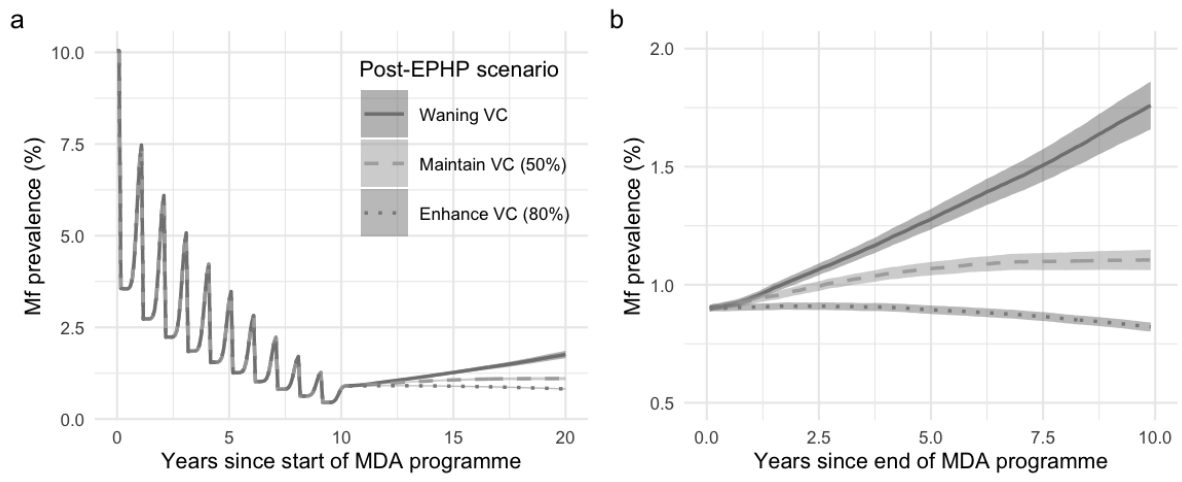 a
Mf prevalence (%)
10.0
7.5
5.0
2.5
0.0
Post-EPHP scenario
Waning VC
Maintain VC (50%)
Enhance VC (80%)
0
5
10
15
20
Years since start of MDA programme
b
Mf prevalence (%)
2.0
1.5
1.0
0.5
0.0
2.5
5.0
7.5
10.0
Years since end of MDA programme